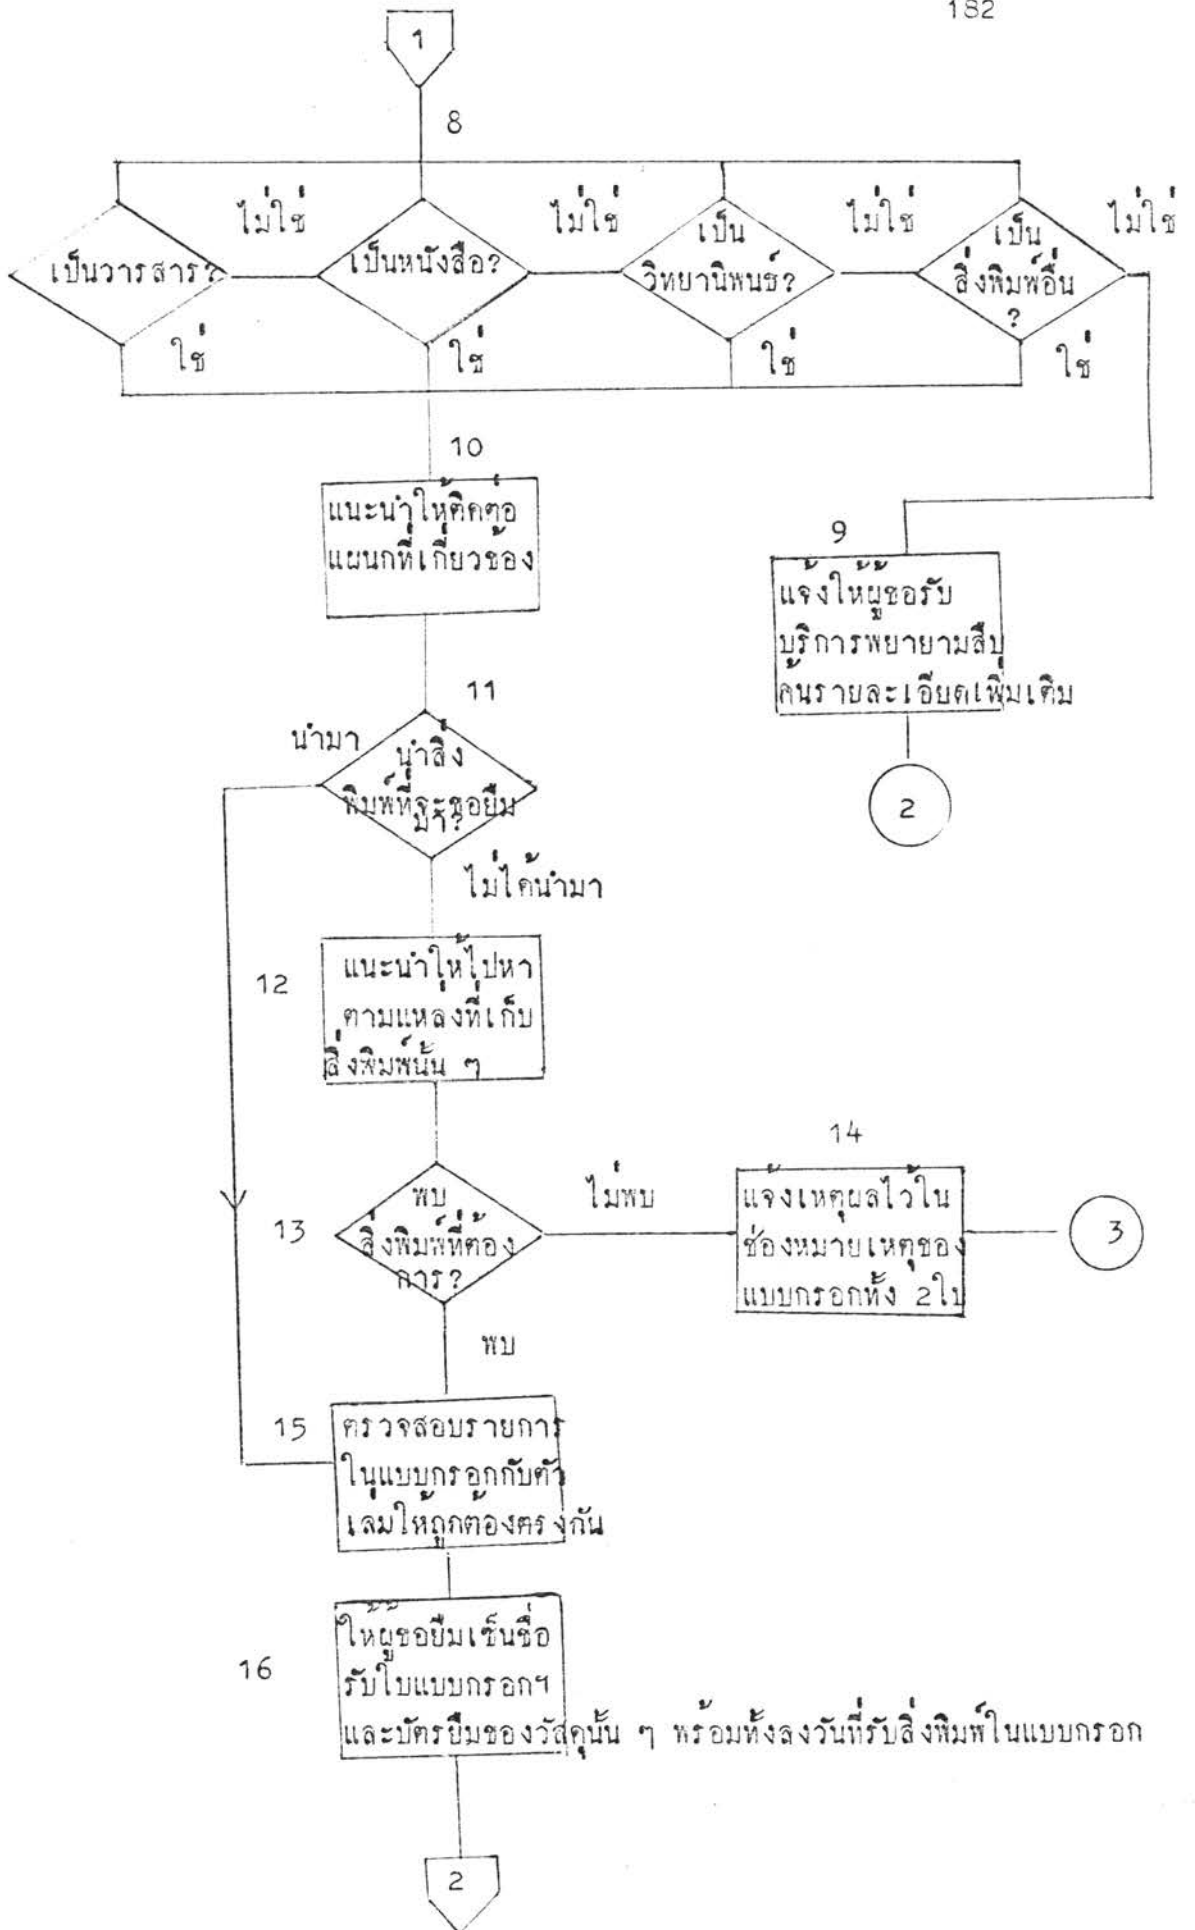 182
1
8
ไม่ใช่ ไม่ใช่ ไม่ใช่ ไม่ใช่
เป็นวารสาร? เป็นหนังสือ? เป็น
วิทยานิพนธ์? เป็น
สิ่งพิมพ์อื่น
?
ใช่ ใช่ ใช่ ใช่
10
แนะนำให้ติดต่อ
แผนกที่เกี่ยวข้อง
9
แจ้งให้ผู้ขอรับ
บริการพยายามสืบ
ค้นรายละเอียดเพิ่มเติม
2
11
นำมา
นำสิ่ง
พิมพ์ที่จะขอยืม
มา?
ไม่ได้นำมา
12
แนะนำให้ไปหา
ตามแหล่งที่เก็บ
สิ่งพิมพ์นั้น ๆ
13
พบ
สิ่งพิมพ์ที่ต้อง
การ?
ไม่พบ
14
แจ้งเหตุผลไว้ใน
ช่องหมายเหตุของ
แบบกรอกทั้ง 2ใบ
3
พบ
15
ตรวจสอบรายการ
ในแบบกรอกกับตัว
เล่มให้ถูกต้องตรงกัน
16
ให้ผู้ขอยืมเซ็นชื่อ
รับใบแบบกรอกฯ
และบัตรยืมของวัสดุนั้น ๆ พร้อมทั้งลงวันที่รับสิ่งพิมพ์ในแบบกรอก
2